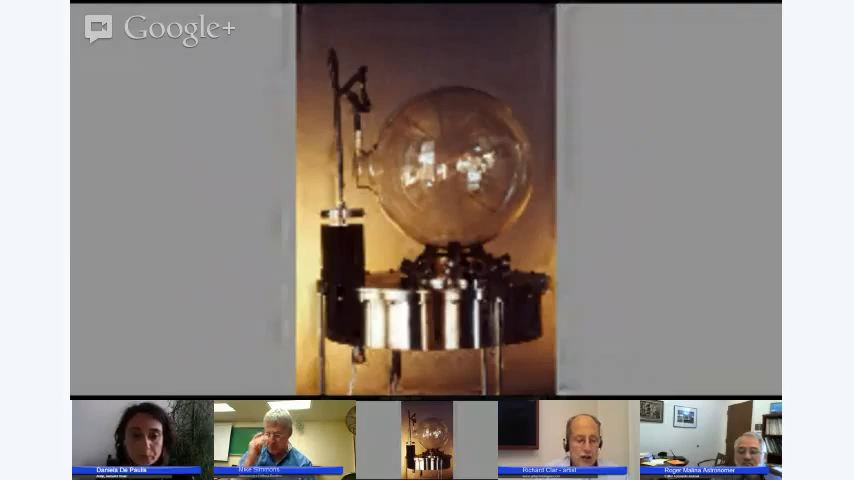 Google+
Daniela De Paulis
Mike Simmons
Richard Clar - artist
Roger Malina Astronomer